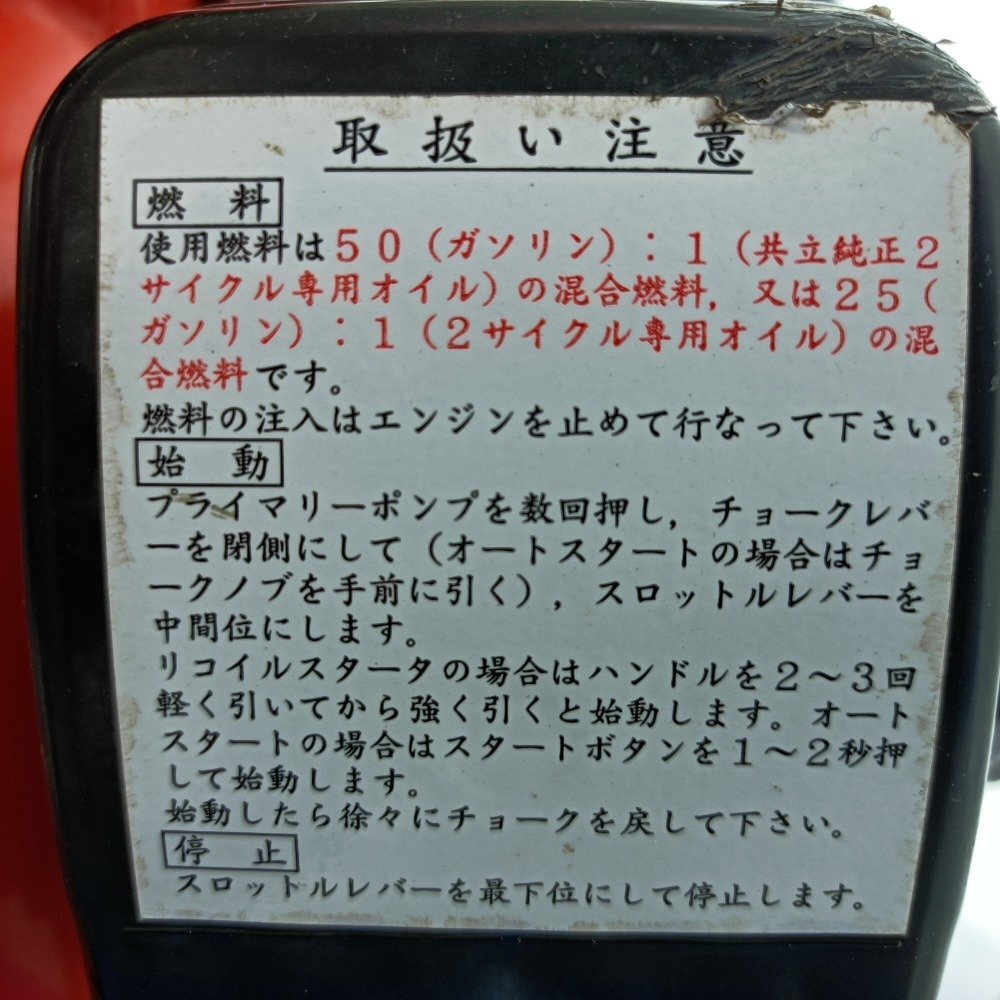 取扱い注意
燃料
使用燃料は50（ガソリン）：1（共立純正2
サイクル専用オイル）の混合燃料，又は25（
ガソリン）：1（2サイクル専用オイル）の混
合燃料です。
燃料の注入はエンジンを止めて行なって下さい。
始動
プライマリーポンプを数回押し，チョークレバ
ーを閉側にして（オートスタートの場合はチョ
ークノブを手前に引く），スロットルレバーを
中間位にします。
リコイルスタータの場合はハンドルを2～3回
軽く引いてから強く引くと始動します。オート
スタートの場合はスタートボタンを1～2秒押
して始動します。
始動したら徐々にチョークを戻して下さい。
停止
スロットルレバーを最下位にして停止します。